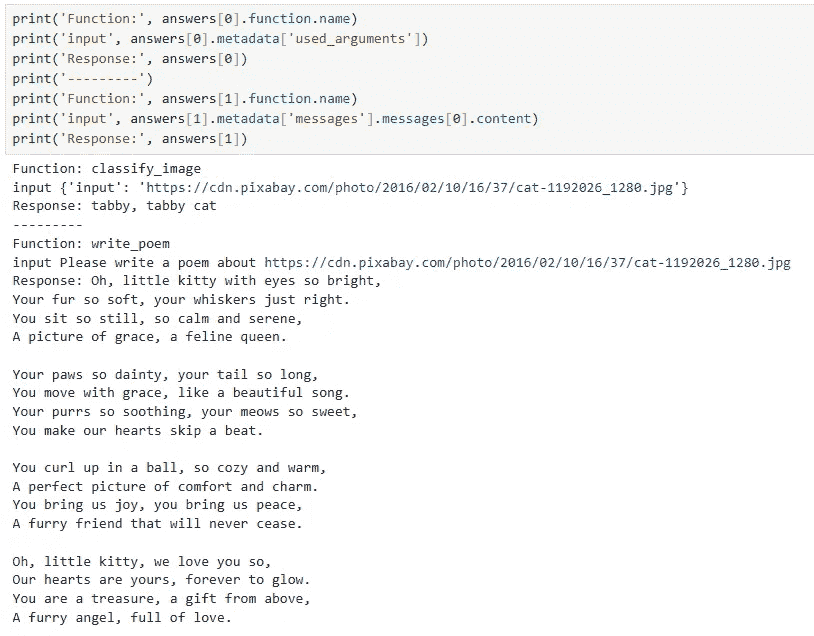 print('Function:', answers[0].function.name)
print('input', answers[0].metadata['used_arguments'])
print('Response:', answers[0])
print('---------')
print('Function:', answers[1].function.name)
print('input', answers[1].metadata['messages'].messages[0].content)
print('Response:', answers[1])
Function: classify_image
input {'input': 'https://cdn.pixabay.com/photo/2016/02/10/16/37/cat-1192026_1280.jpg'}
Response: tabby, tabby cat
---------
Function: write_poem
input Please write a poem about https://cdn.pixabay.com/photo/2016/02/10/16/37/cat-1192026_1280.jpg
Response: Oh, little kitty with eyes so bright,
Your fur so soft, your whiskers just right.
You sit so still, so calm and serene,
A picture of grace, a feline queen.

Your paws so dainty, your tail so long,
You move with grace, like a beautiful song.
Your purrs so soothing, your meows so sweet,
You make our hearts skip a beat.

You curl up in a ball, so cozy and warm,
A perfect picture of comfort and charm.
You bring us joy, you bring us peace,
A furry friend that will never cease.

Oh, little kitty, we love you so,
Our hearts are yours, forever to glow.
You are a treasure, a gift from above,
A furry angel, full of love.